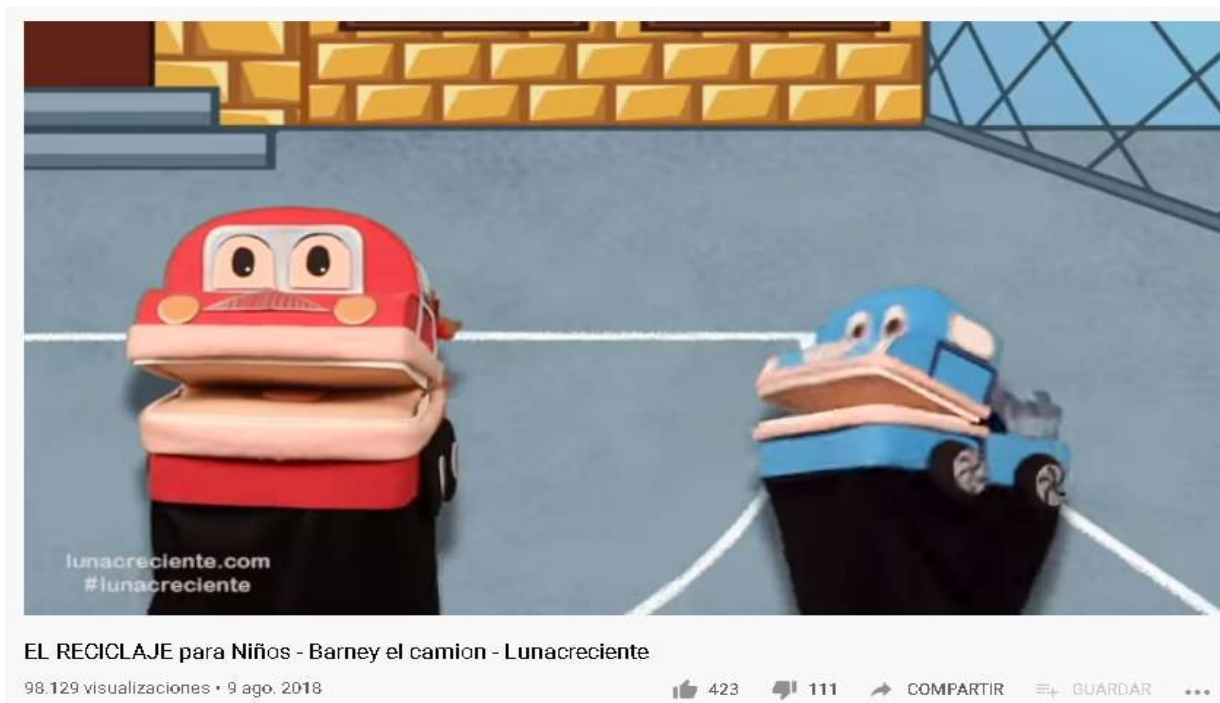 lunacreciente.com
#lunacreciente
EL RECICLAJE para Niños - Barney el camion - Lunacreciente
98.129 visualizaciones • 9 ago. 2018
423
111
COMPARTIR
GUARDAR